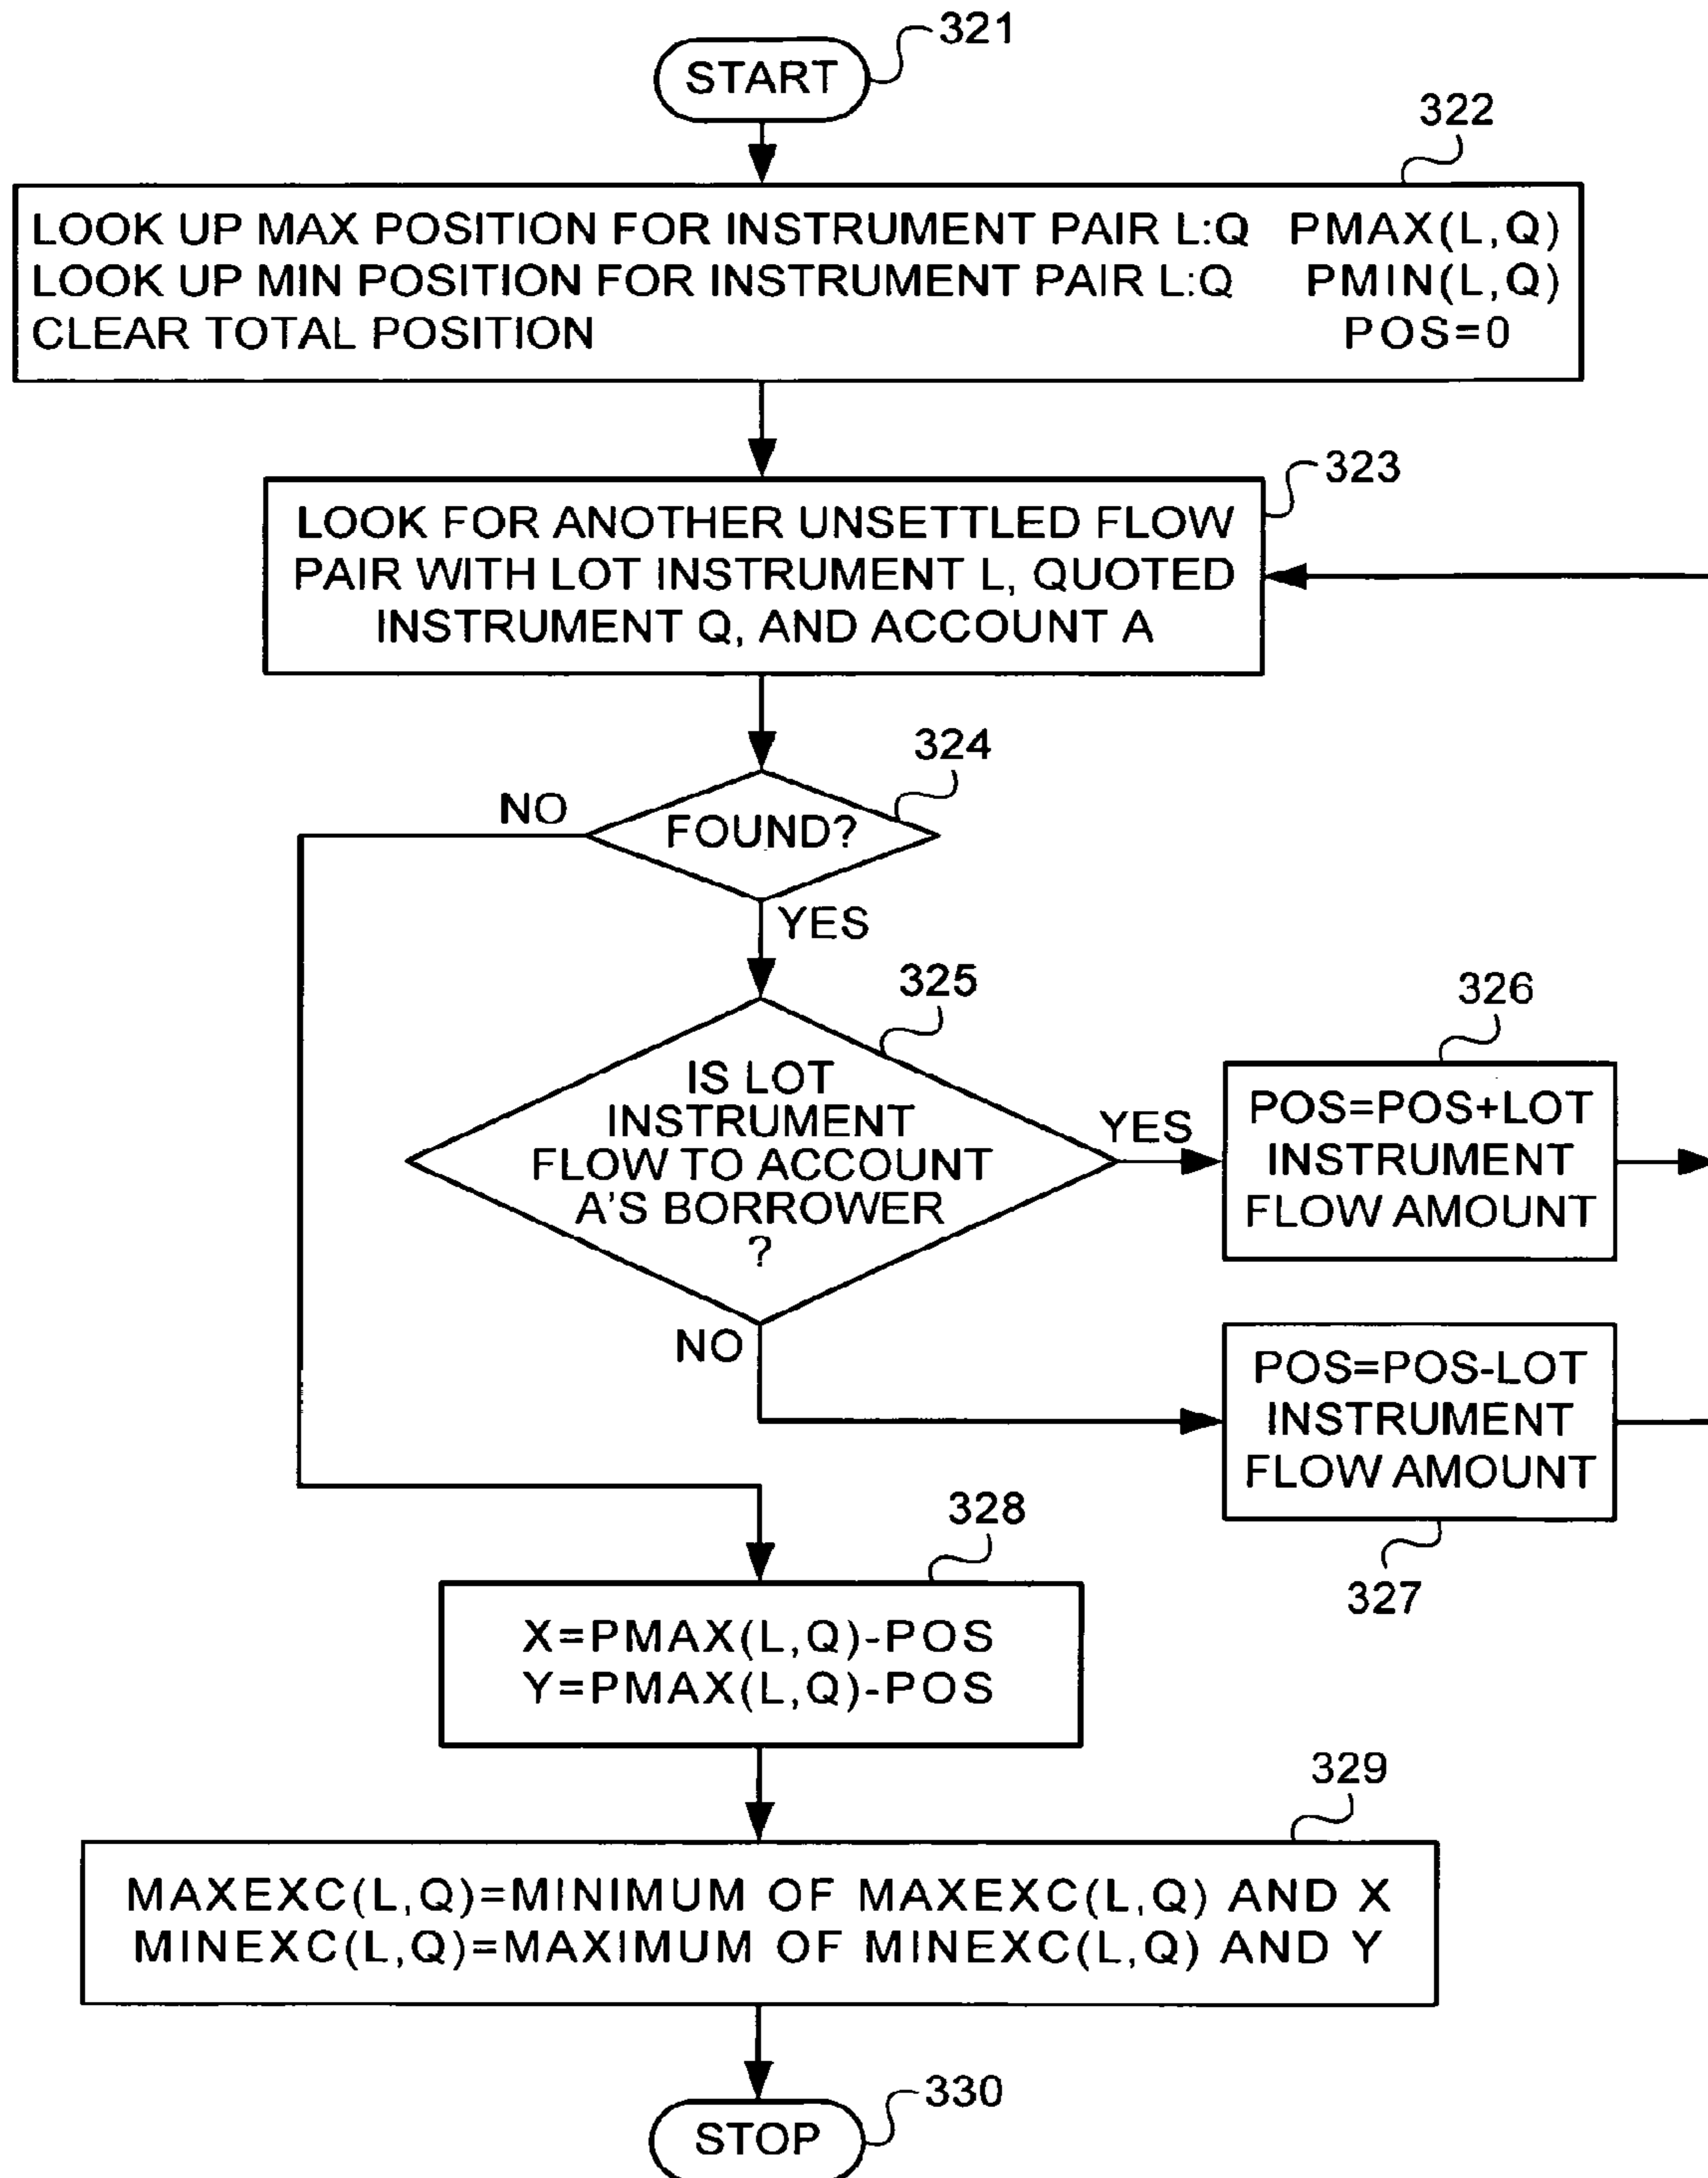 321
START
322
LOOK UP MAX POSITION FOR INSTRUMENT PAIR L:Q PMAX(L,Q)
LOOK UP MIN POSITION FOR INSTRUMENT PAIR L:Q PMIN(L,Q)
CLEAR TOTAL POSITION POS=0
323
LOOK FOR ANOTHER UNSETTLED FLOW
PAIR WITH LOT INSTRUMENT L, QUOTED
INSTRUMENT Q, AND ACCOUNT A
324
NO
FOUND?
YES
325
IS LOT
INSTRUMENT
FLOW TO ACCOUNT
A'S BORROWER
?
YES
326
POS=POS+LOT
INSTRUMENT
FLOW AMOUNT
NO
POS=POS-LOT
INSTRUMENT
FLOW AMOUNT
327
328
X=PMAX(L,Q)-POS
Y=PMAX(L,Q)-POS
329
MAXEXC(L,Q)=MINIMUM OF MAXEXC(L,Q) AND X
MINEXC(L,Q)=MAXIMUM OF MINEXC(L,Q) AND Y
330
STOP